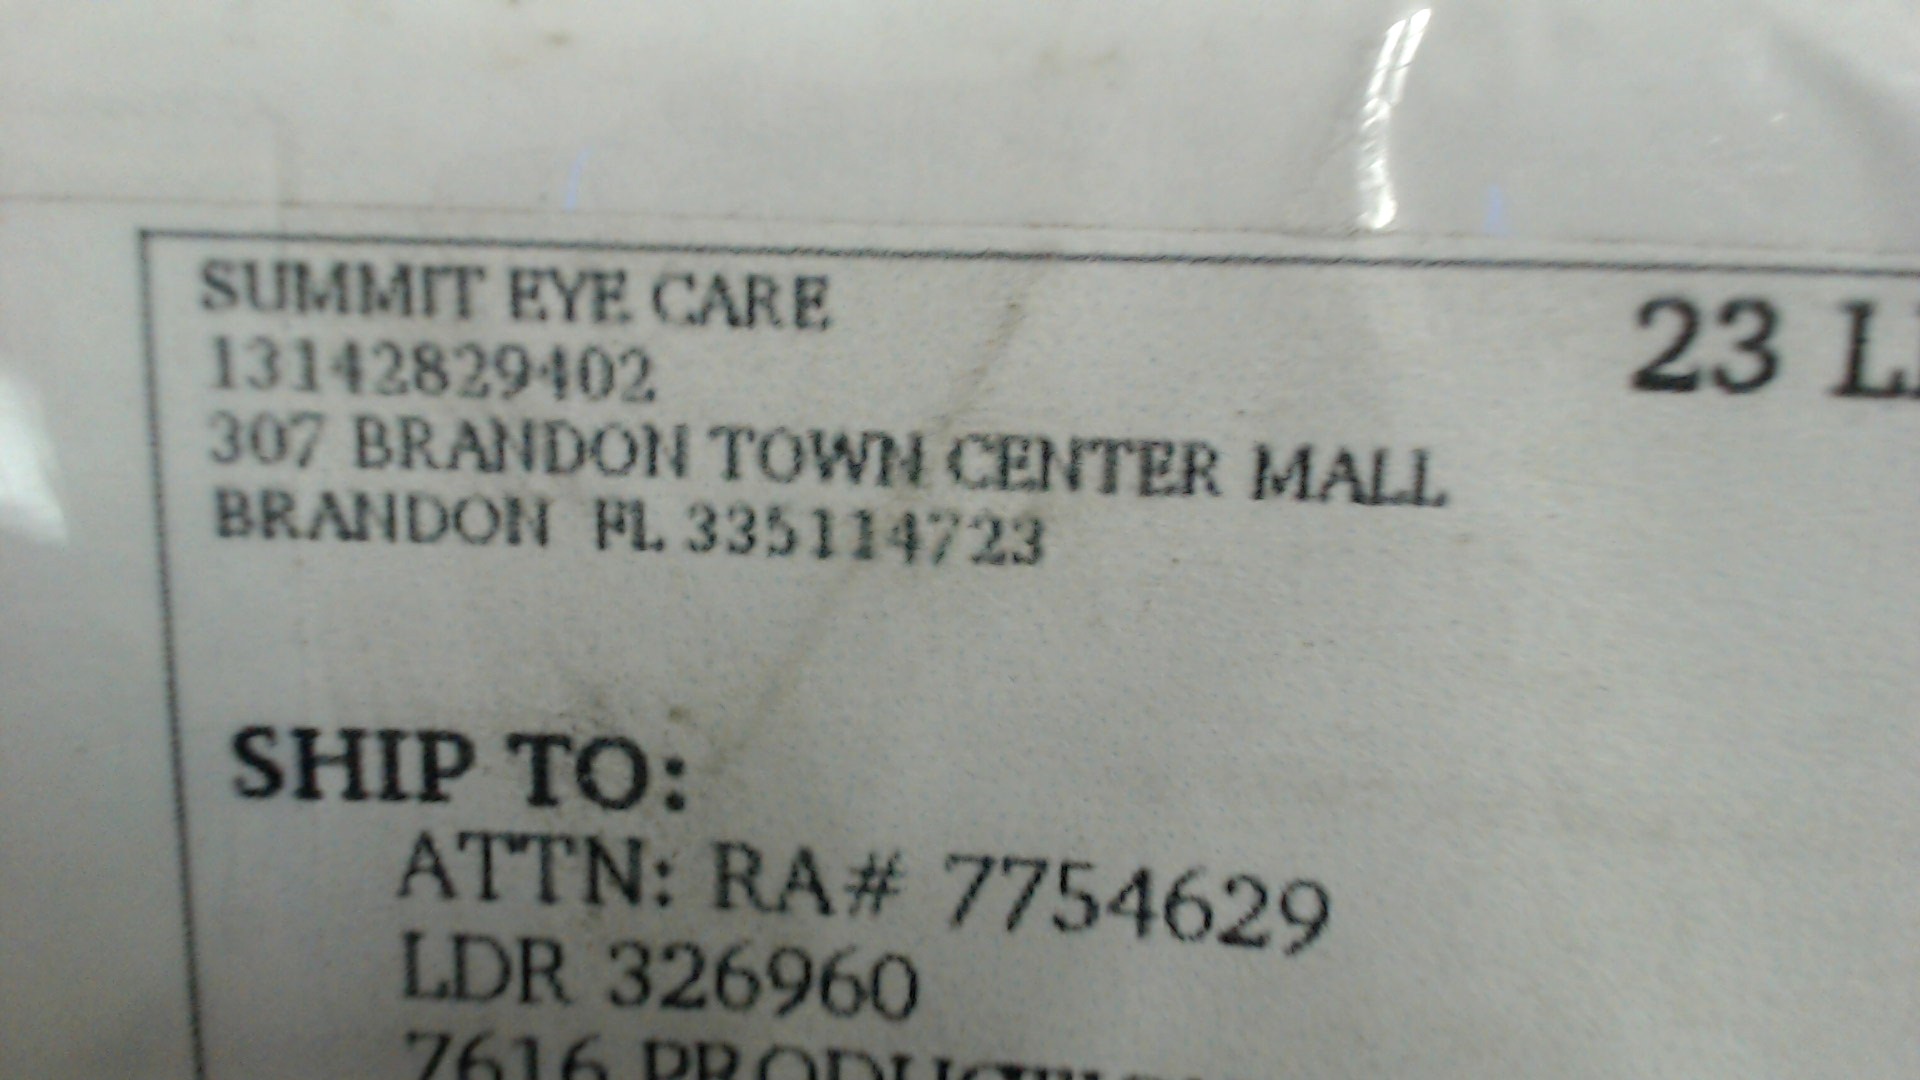 SUMMIT EYE CARE
23
13142829402
307 BRANDON TOWN CENTER MALL
BRANDON FL 335114723
SHIP TO:
ATTN: RA# 7754629
LDR 326960
7616